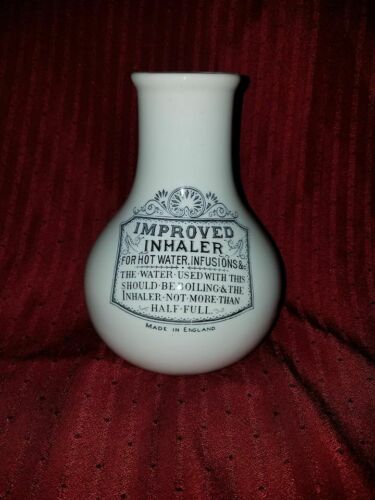 IMPROVED
INHALER
FOR HOT WATER, INFUSIONS &c
THE·WATER·USED WITH THIS
SHOULD·BE BOILING & THE
INHALER·NOT·MORE·THAN
HALF·FULL
MADE IN ENGLAND